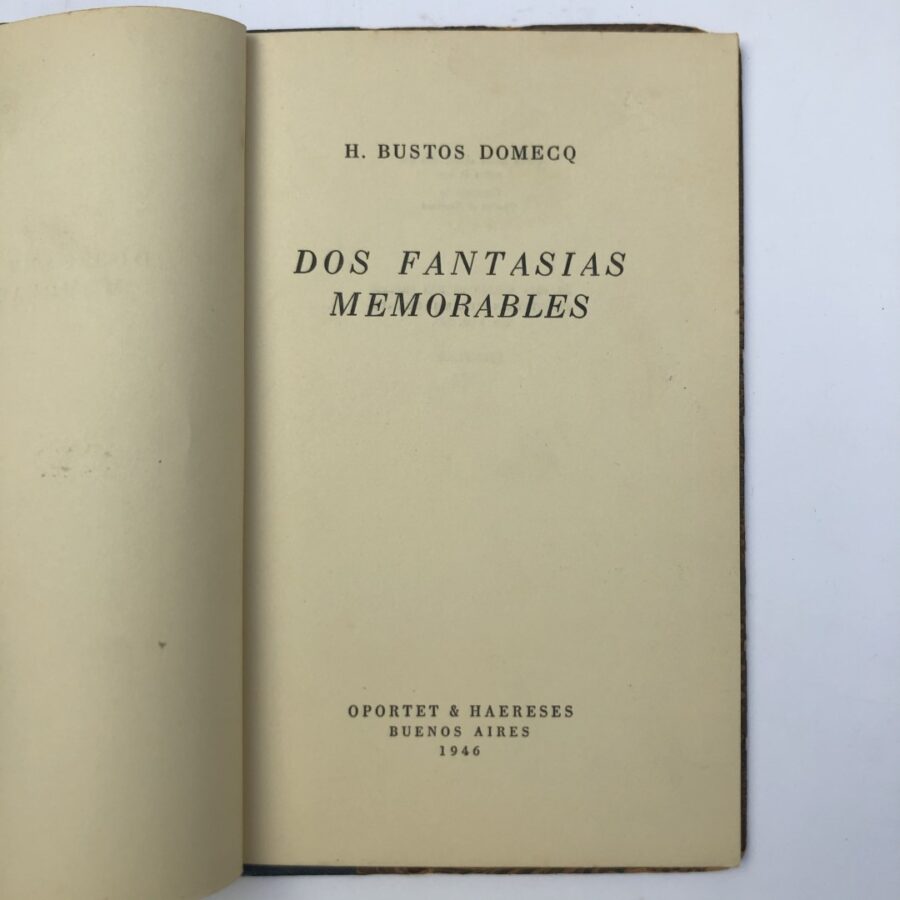 H. BUSTOS DOMECQ
DOS FANTASIAS
MEMORABLES
OPORTET & HAERESES
BUENOS AIRES
1946